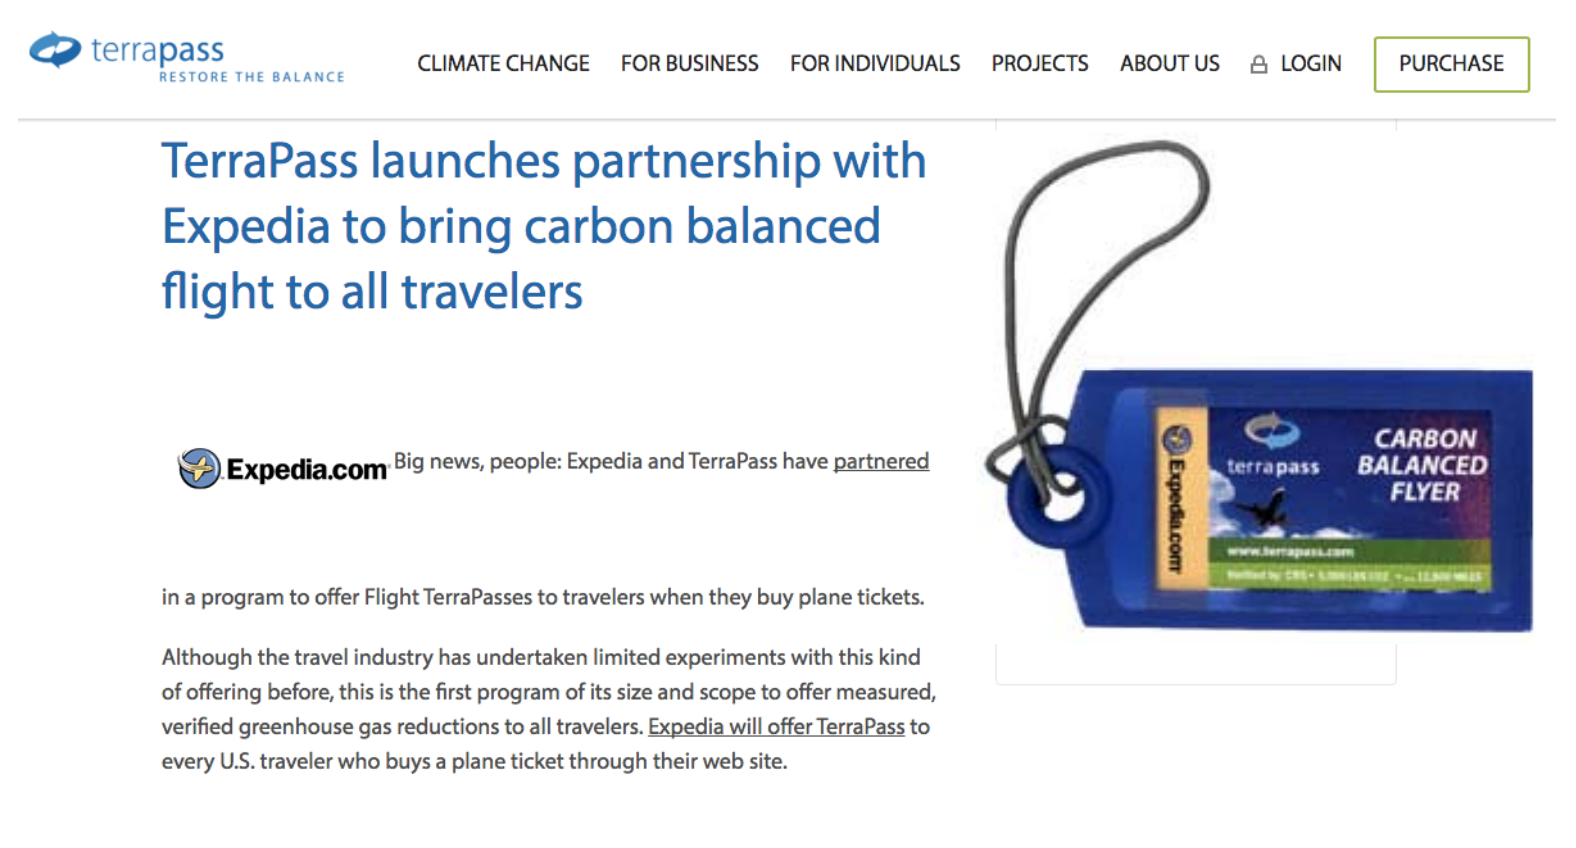 terrapass
RESTORE THE BALANCE
CLIMATE CHANGE
FOR BUSINESS
FOR INDIVIDUALS
PROJECTS
ABOUT US
LOGIN
PURCHASE
TerraPass launches partnership with
Expedia to bring carbon balanced
flight to all travelers
Expedia.com Big news, people: Expedia and TerraPass have partnered
in a program to offer Flight TerraPasses to travelers when they buy plane tickets.
Although the travel industry has undertaken limited experiments with this kind
of offering before, this is the first program of its size and scope to offer measured,
verified greenhouse gas reductions to all travelers. Expedia will offer TerraPass to
every U.S. traveler who buys a plane ticket through their web site.
Expedia.com
terrapass
CARBON
BALANCED
FLYER
www.terrapass.com